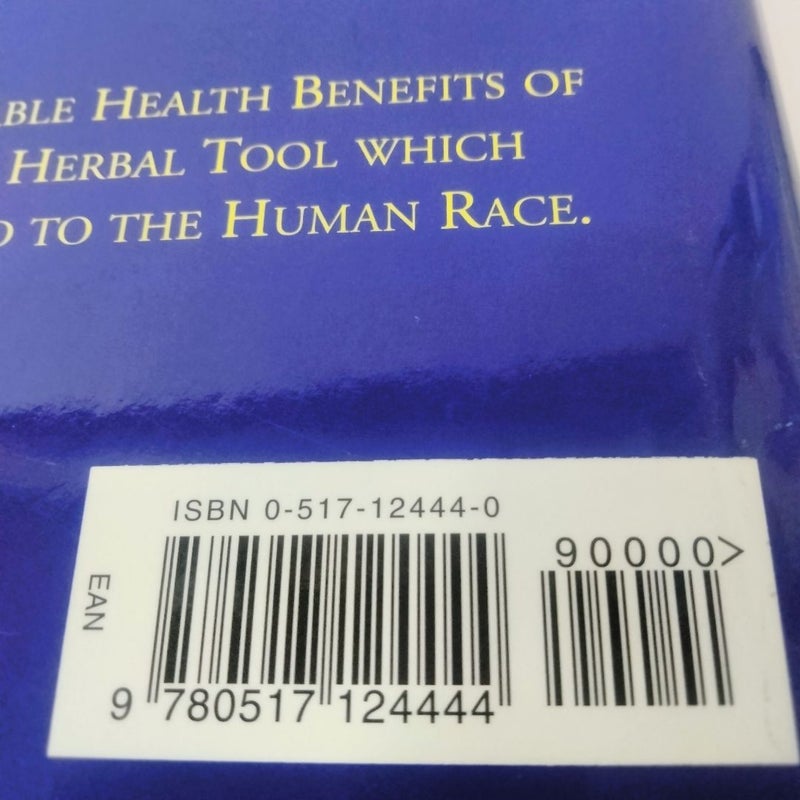 HEALTH BENEFITS OF
HERBAL TOOL WHICH
TO THE HUMAN RACE.
ISBN 0-517-12444-0
90000>
EAN
9 780517 124444